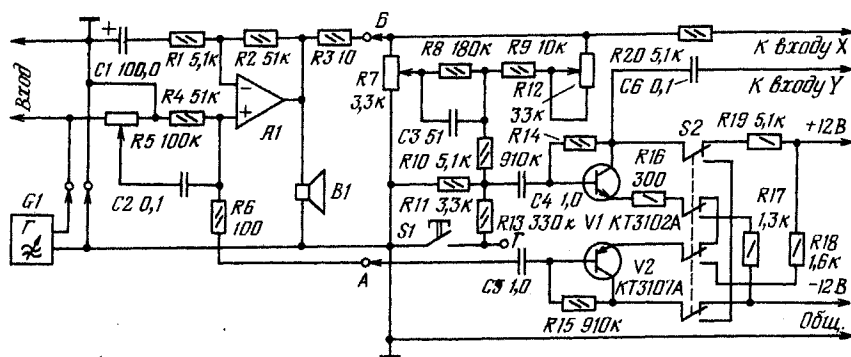 Б
R8 180к R9 10к R20 5,1к К входу X
C1 100,0 R1 5,1к R2 51к R3 10
R7 3,3к
R12 33к
C6 0,1
К входу Y
Вход
R4 51к
R5 100к
−
+
A1
C3 51
R14 910к
S2
R19 5,1к
+12В
R10 5,1к
R16 300
R17 1,3к
G1
Г
C2 0,1
R6 100
B1
R11 3,3к
C4 1,0
V1 КТ3102А
S1
R13 330к
Г
R18 1,6к
V2 КТ3107А
−12В
А
C5 1,0
R15 910к
Общ.